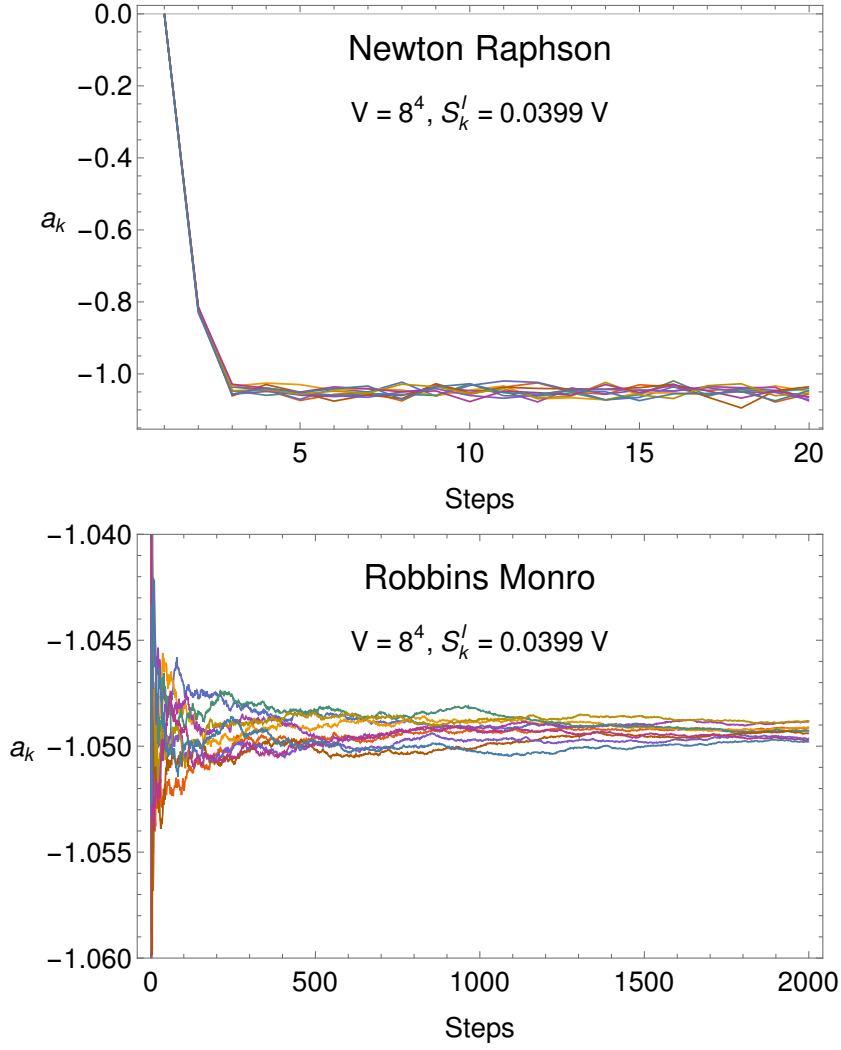 Newton Raphson
V = 8⁴, Sₖˡ = 0.0399 V
0.0
−0.2
−0.4
−0.6
−0.8
−1.0
aₖ
5 10 15 20
Steps
Robbins Monro
V = 8⁴, Sₖˡ = 0.0399 V
−1.040
−1.045
−1.050
−1.055
−1.060
aₖ
0 500 1000 1500 2000
Steps